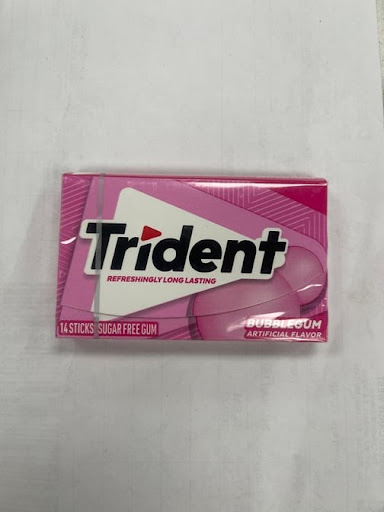 Trident
REFRESHINGLY LONG LASTING
14 STICKS SUGAR FREE GUM
BUBBLEGUM
ARTIFICIAL FLAVOR